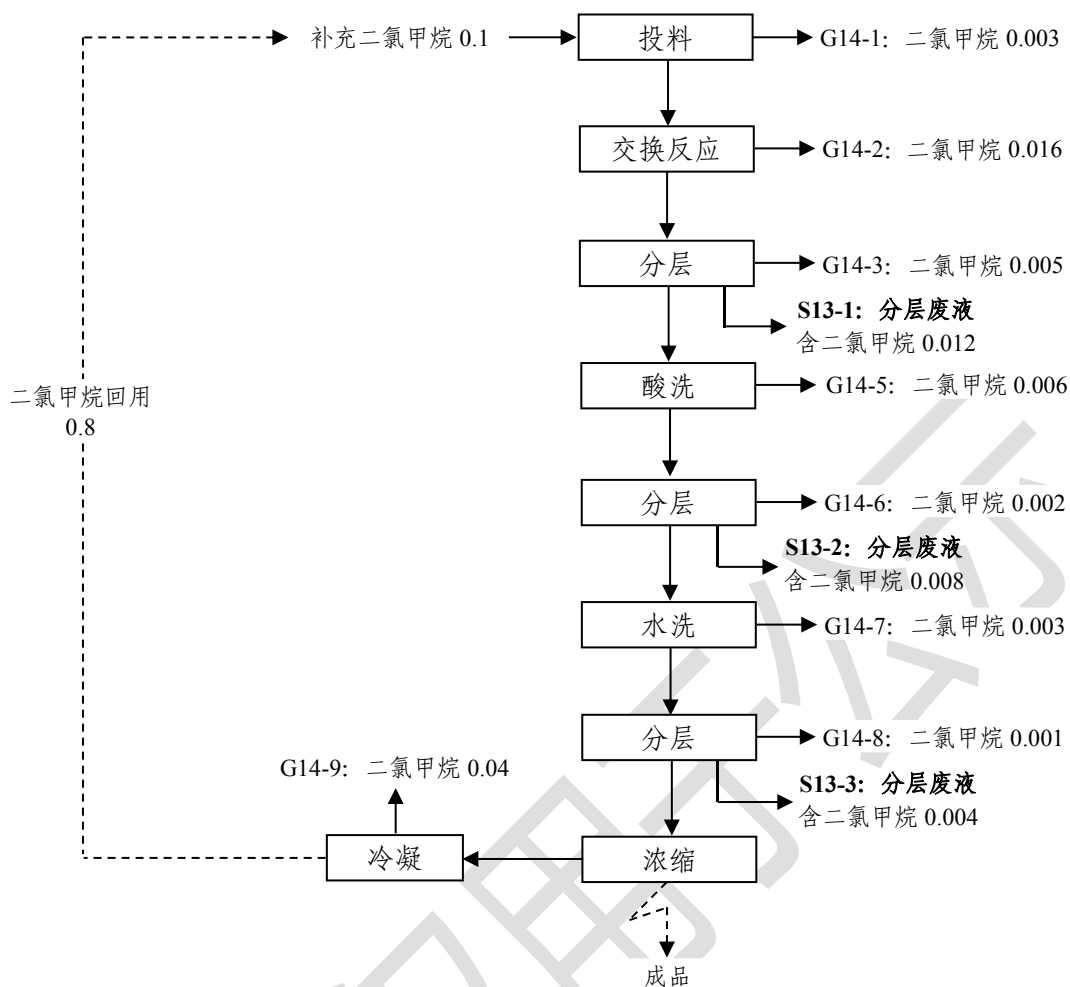 补充二氯甲烷 0.1
投料
G14-1： 二氯甲烷 0.003
交换反应
G14-2： 二氯甲烷 0.016
分层
G14-3： 二氯甲烷 0.005
S13-1：分层废液
含二氯甲烷 0.012
二氯甲烷回用
0.8
酸洗
G14-5： 二氯甲烷 0.006
分层
G14-6： 二氯甲烷 0.002
S13-2：分层废液
含二氯甲烷 0.008
水洗
G14-7： 二氯甲烷 0.003
分层
G14-8： 二氯甲烷 0.001
S13-3：分层废液
含二氯甲烷 0.004
G14-9： 二氯甲烷 0.04
冷凝
浓缩
成品
用于公示